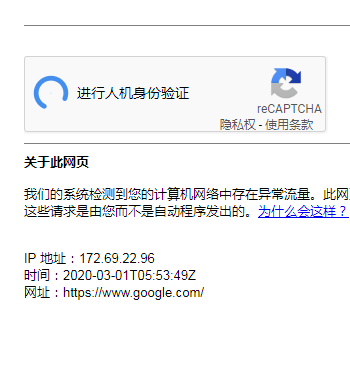 进行人机身份验证
reCAPTCHA
隐私权 - 使用条款
关于此网页
我们的系统检测到您的计算机网络中存在异常流量。此网
这些请求是由您而不是自动程序发出的。为什么会这样？
IP 地址：172.69.22.96
时间：2020-03-01T05:53:49Z
网址：https://www.google.com/